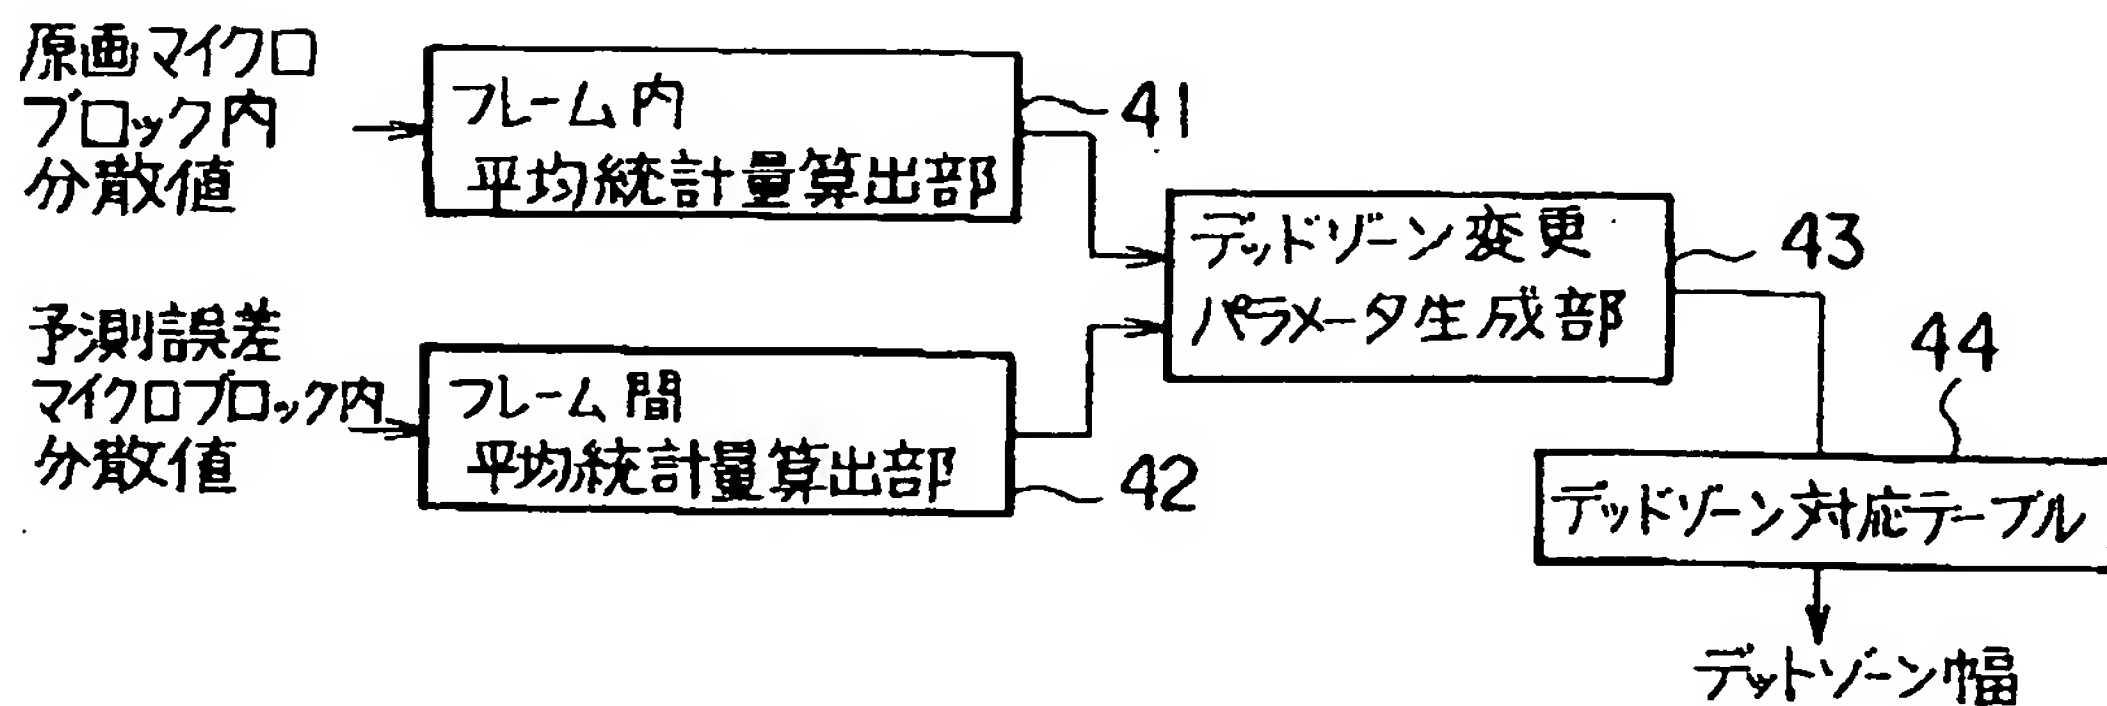 原画マイクロ
ブロック内
分散値
フレーム内
平均統計量算出部
41
予測誤差
マイクロブロック内
分散値
フレーム間
平均統計量算出部
42
デッドゾーン変更
パラメータ生成部
43
44
デッドゾーン対応テーブル
デットゾーン幅